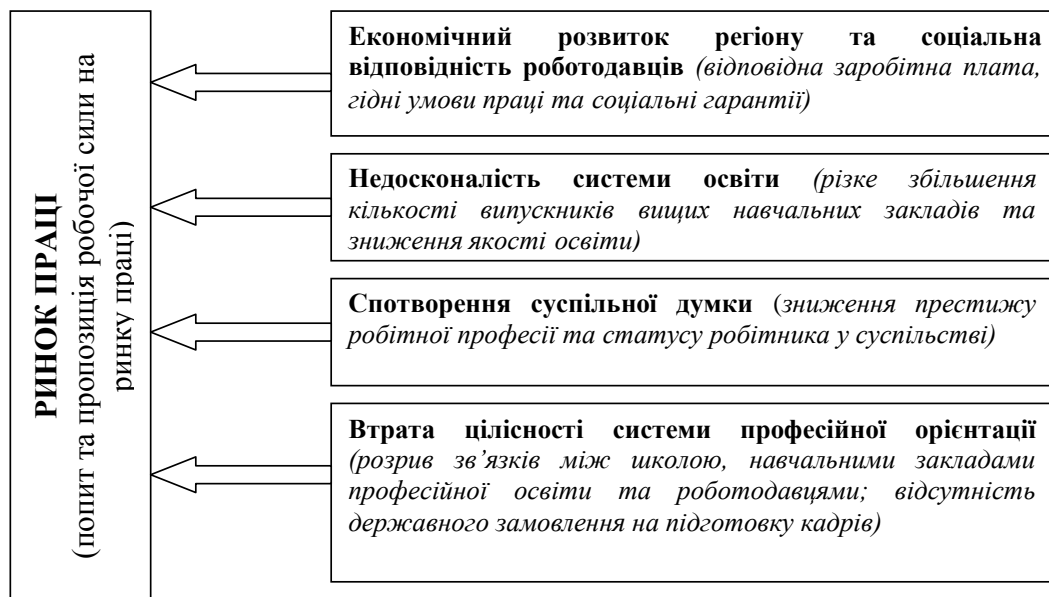 РИНОК ПРАЦІ
(попит та пропозиція робочої сили на
ринку праці)
Економічний розвиток регіону та соціальна
відповідність роботодавців (відповідна заробітна плата,
гідні умови праці та соціальні гарантії)
Недосконалість системи освіти (різке збільшення
кількості випускників вищих навчальних закладів та
зниження якості освіти)
Спотворення суспільної думки (зниження престижу
робітної професії та статусу робітника у суспільстві)
Втрата цілісності системи професійної орієнтації
(розрив зв’язків між школою, навчальними закладами
професійної освіти та роботодавцями; відсутність
державного замовлення на підготовку кадрів)